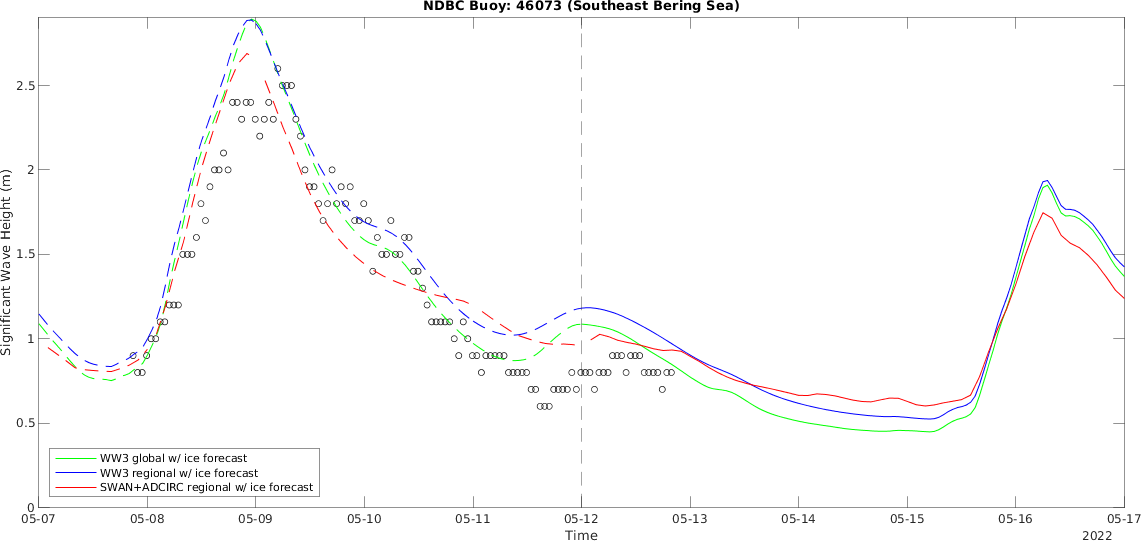 NDBC Buoy: 46073 (Southeast Bering Sea)
Significant Wave Height (m)
2.5
2
1.5
1
0.5
0
WW3 global w/ ice forecast
WW3 regional w/ ice forecast
SWAN+ADCIRC regional w/ ice forecast
05-07 05-08 05-09 05-10 05-11 05-12 05-13 05-14 05-15 05-16 05-17
Time
2022